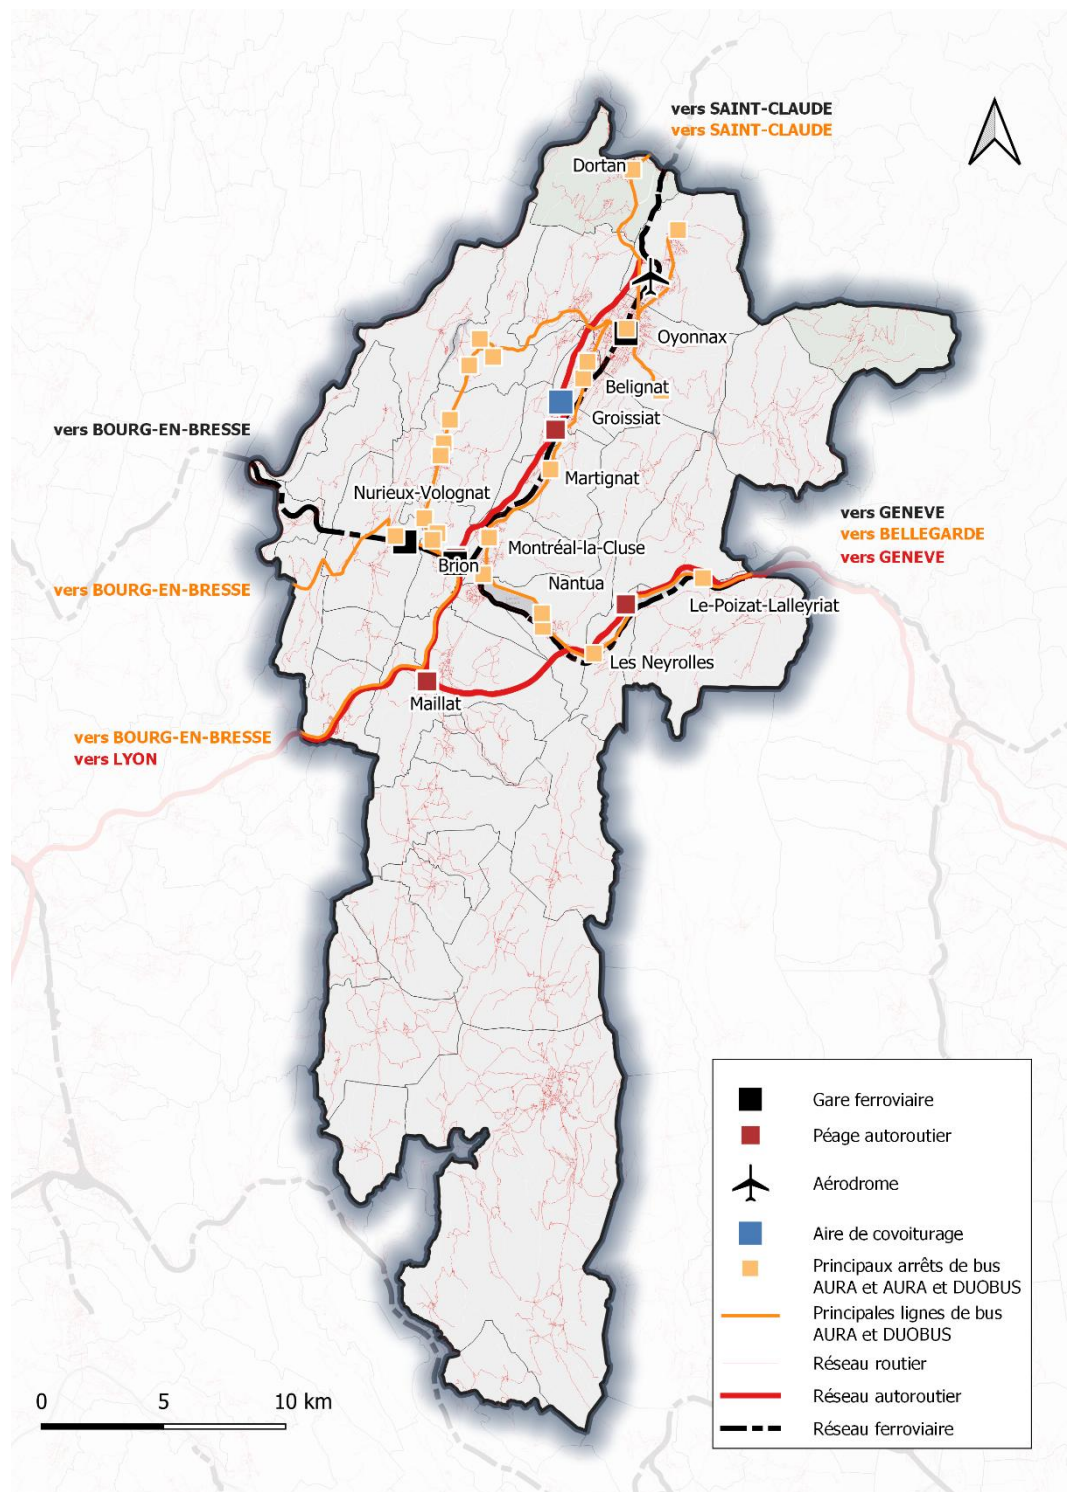 vers SAINT-CLAUDE
vers SAINT-CLAUDE
Dortan
Oyonnax
Belignat
Groissiat
vers BOURG-EN-BRESSE
Martignat
Nurieux-Volognat
vers GENEVE
vers BELLEGARDE
vers GENEVE
Montréal-la-Cluse
Brion
Nantua
vers BOURG-EN-BRESSE
Le-Poizat-Lalleyriat
Les Neyrolles
Maillat
vers BOURG-EN-BRESSE
vers LYON
Gare ferroviaire
Péage autoroutier
Aérodrome
Aire de covoiturage
Principaux arrêts de bus
AURA et AURA et DUOBUS
Principales lignes de bus
AURA et DUOBUS
Réseau routier
Réseau autoroutier
Réseau ferroviaire
0 5 10 km